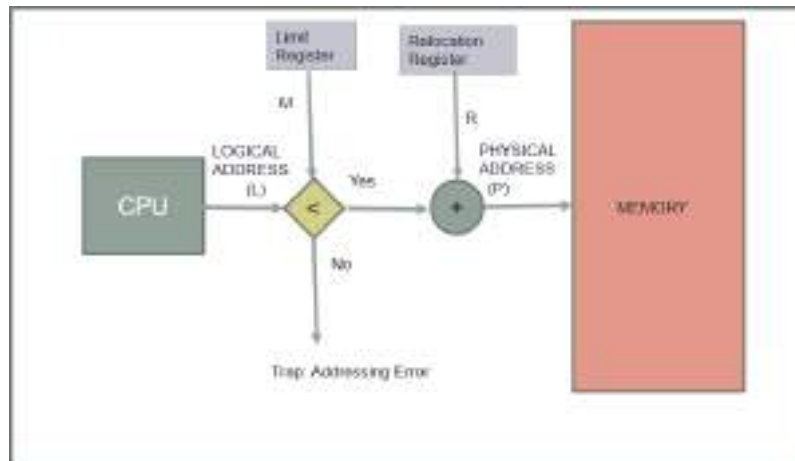 Limit
Register
Relocation
Register
M
R
LOGICAL
ADDRESS
(L)
PHYSICAL
ADDRESS
(P)
CPU
<
Yes
+
MEMORY
No
Trap: Addressing Error